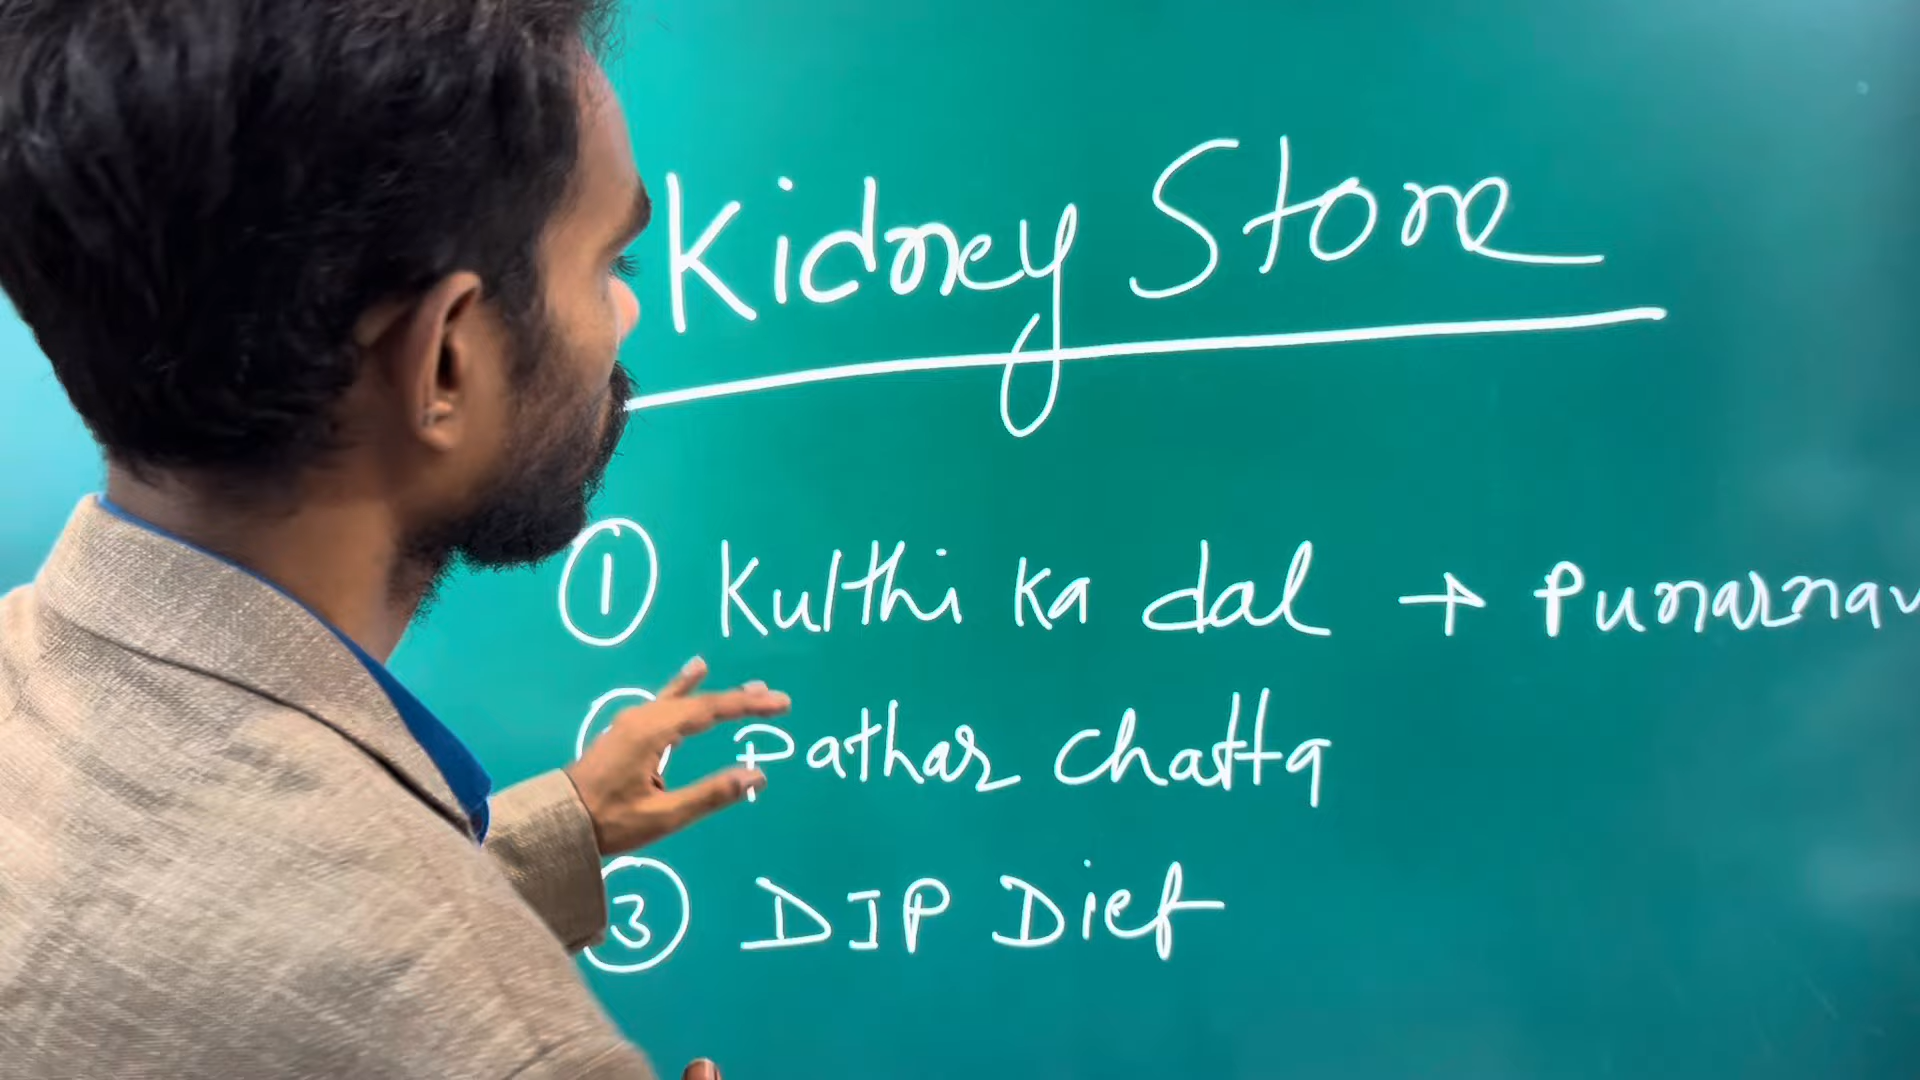 Kidney Stone
① Kulthi ka dal → Punarnav
Pathar Chatta
③ DIP Diet